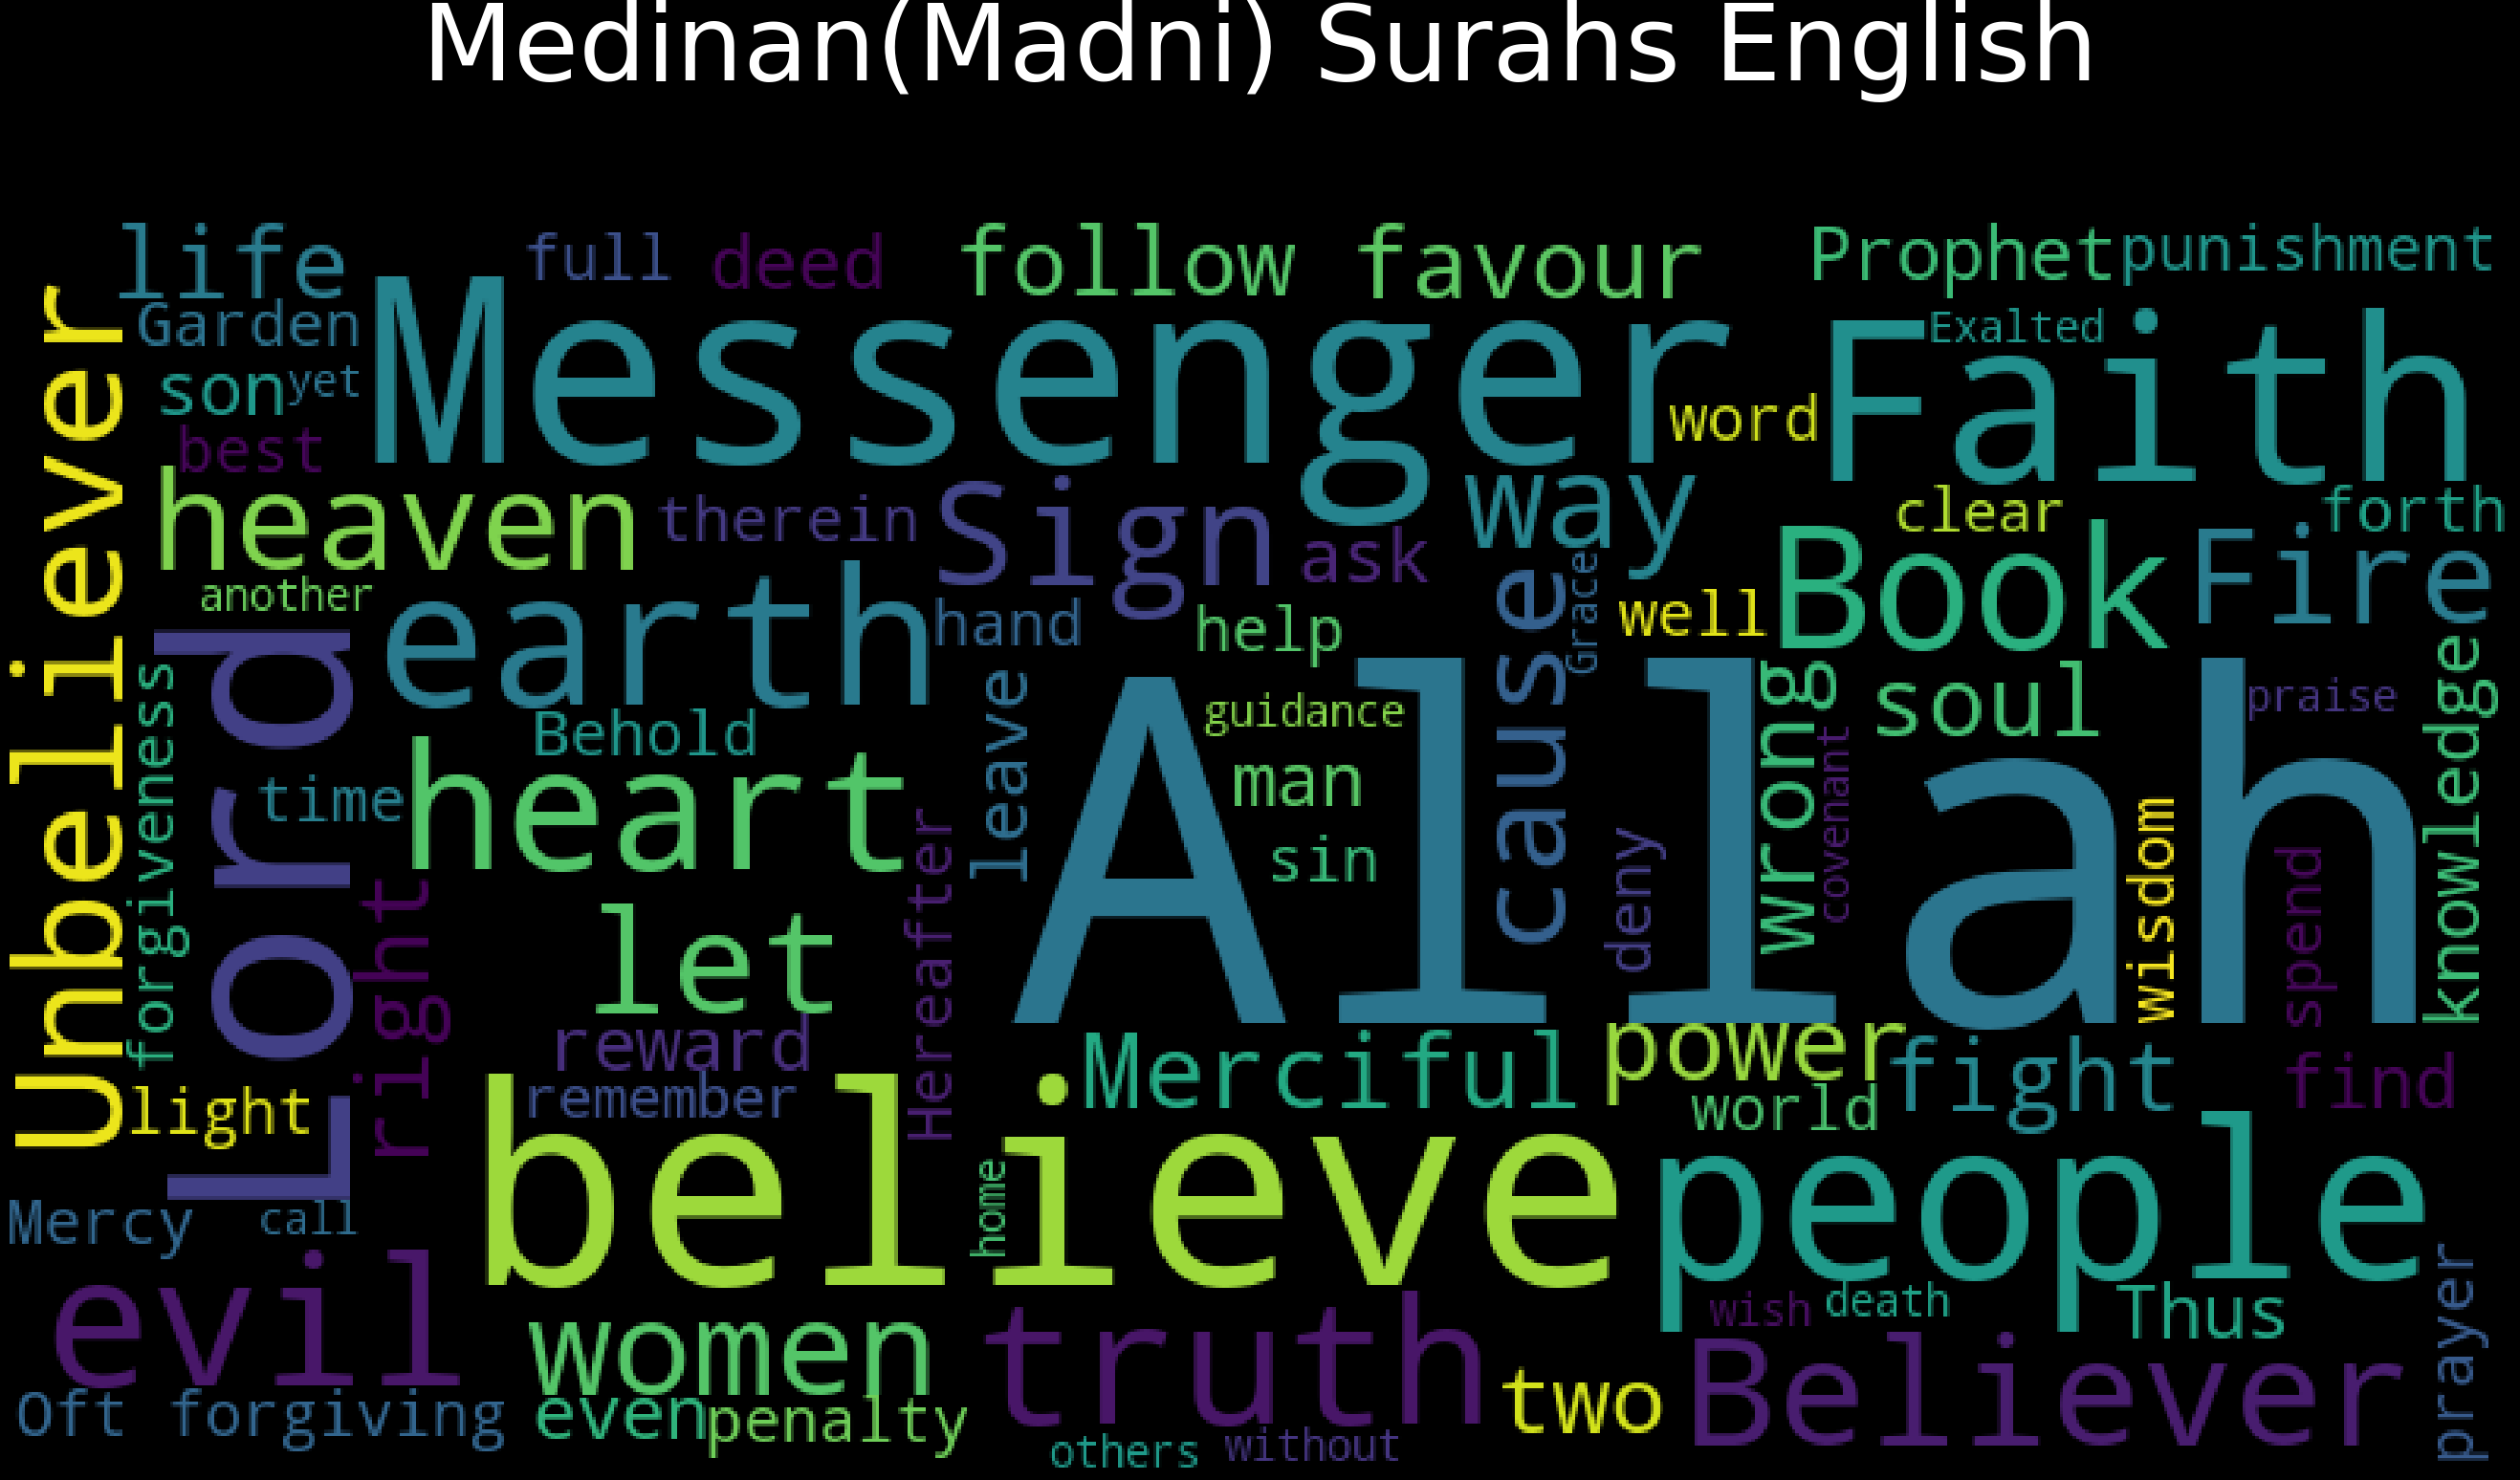 Medinan(Madni) Surahs English
life
full
deed
follow
favour
Prophet
punishment
Unbeliever
Garden
Messenger
Exalted
Faith
son
yet
word
best
heaven
therein
Sign
way
clear
forth
ask
Book
Fire
another
earth
hand
help
cause
Grace
well
Lord
forgiveness
Behold
leave
guidance
Allah
wrong
soul
praise
knowledge
time
heart
man
covenant
sin
deny
wisdom
spend
right
let
Hereafter
reward
remember
Merciful
power
fight
find
light
world
believe
people
home
Mercy
call
evil
women
truth
wish
death
Thus
prayer
Oft forgiving
even
penalty
two
Believer
others
without